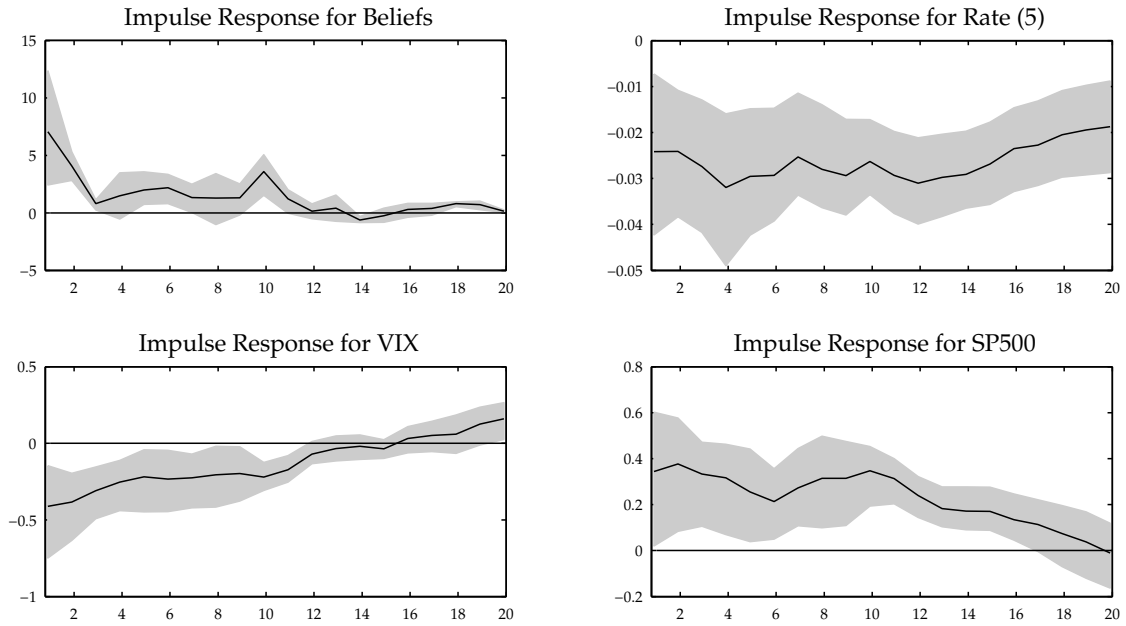 Impulse Response for Beliefs
15
10
5
0
−5
2 4 6 8 10 12 14 16 18 20
Impulse Response for Rate (5)
0
−0.01
−0.02
−0.03
−0.04
−0.05
2 4 6 8 10 12 14 16 18 20
Impulse Response for VIX
0.5
0
−0.5
−1
2 4 6 8 10 12 14 16 18 20
Impulse Response for SP500
0.8
0.6
0.4
0.2
0
−0.2
2 4 6 8 10 12 14 16 18 20